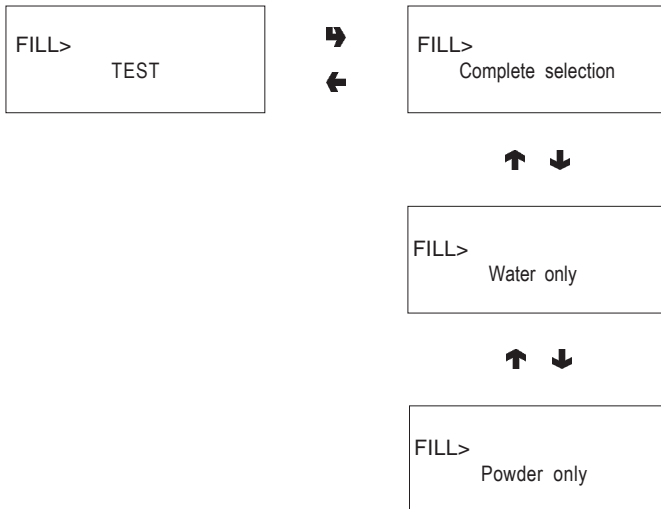 FILL>
TEST
FILL>
Complete selection
FILL>
Water only
FILL>
Powder only